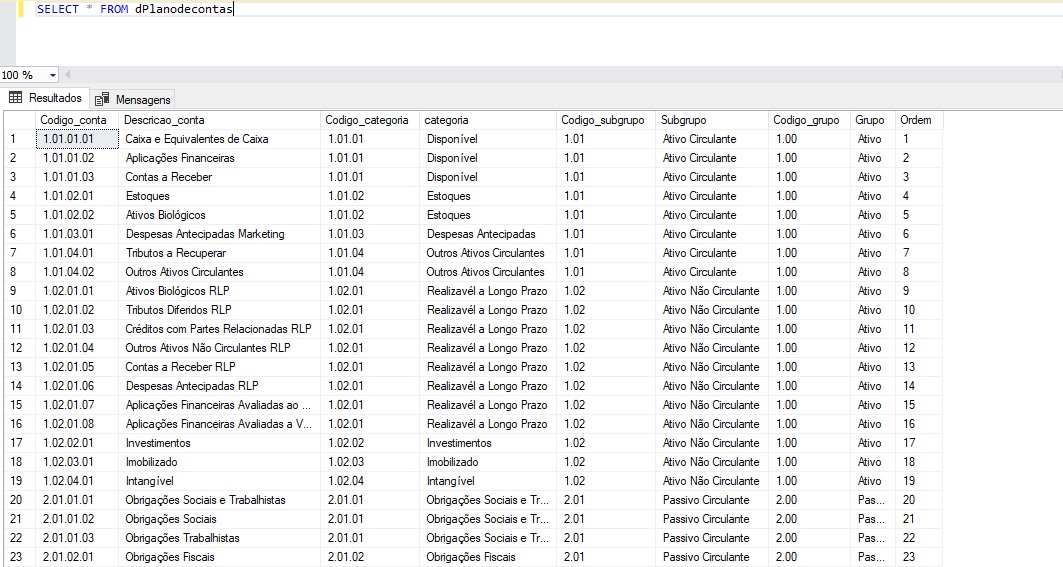 SELECT * FROM dPlanodecontas
100 %
Resultados Mensagens
Codigo_conta Descricao_conta Codigo_categoria categoria Codigo_subgrupo Subgrupo Codigo_grupo Grupo Ordem
1 1.01.01.01 Caixa e Equivalentes de Caixa 1.01.01 Disponível 1.01 Ativo Circulante 1.00 Ativo 1
2 1.01.01.02 Aplicações Financeiras 1.01.01 Disponível 1.01 Ativo Circulante 1.00 Ativo 2
3 1.01.01.03 Contas a Receber 1.01.01 Disponível 1.01 Ativo Circulante 1.00 Ativo 3
4 1.01.02.01 Estoques 1.01.02 Estoques 1.01 Ativo Circulante 1.00 Ativo 4
5 1.01.02.02 Ativos Biológicos 1.01.02 Estoques 1.01 Ativo Circulante 1.00 Ativo 5
6 1.01.03.01 Despesas Antecipadas Marketing 1.01.03 Despesas Antecipadas 1.01 Ativo Circulante 1.00 Ativo 6
7 1.01.04.01 Tributos a Recuperar 1.01.04 Outros Ativos Circulantes 1.01 Ativo Circulante 1.00 Ativo 7
8 1.01.04.02 Outros Ativos Circulantes 1.01.04 Outros Ativos Circulantes 1.01 Ativo Circulante 1.00 Ativo 8
9 1.02.01.01 Ativos Biológicos RLP 1.02.01 Realizavél a Longo Prazo 1.02 Ativo Não Circulante 1.00 Ativo 9
10 1.02.01.02 Tributos Diferidos RLP 1.02.01 Realizavél a Longo Prazo 1.02 Ativo Não Circulante 1.00 Ativo 10
11 1.02.01.03 Créditos com Partes Relacionadas RLP 1.02.01 Realizavél a Longo Prazo 1.02 Ativo Não Circulante 1.00 Ativo 11
12 1.02.01.04 Outros Ativos Não Circulantes RLP 1.02.01 Realizavél a Longo Prazo 1.02 Ativo Não Circulante 1.00 Ativo 12
13 1.02.01.05 Contas a Receber RLP 1.02.01 Realizavél a Longo Prazo 1.02 Ativo Não Circulante 1.00 Ativo 13
14 1.02.01.06 Despesas Antecipadas RLP 1.02.01 Realizavél a Longo Prazo 1.02 Ativo Não Circulante 1.00 Ativo 14
15 1.02.01.07 Aplicações Financeiras Avaliadas ao ... 1.02.01 Realizavél a Longo Prazo 1.02 Ativo Não Circulante 1.00 Ativo 15
16 1.02.01.08 Aplicações Financeiras Avaliadas a V... 1.02.01 Realizavél a Longo Prazo 1.02 Ativo Não Circulante 1.00 Ativo 16
17 1.02.02.01 Investimentos 1.02.02 Investimentos 1.02 Ativo Não Circulante 1.00 Ativo 17
18 1.02.03.01 Imobilizado 1.02.03 Imobilizado 1.02 Ativo Não Circulante 1.00 Ativo 18
19 1.02.04.01 Intangível 1.02.04 Intangível 1.02 Ativo Não Circulante 1.00 Ativo 19
20 2.01.01.01 Obrigações Sociais e Trabalhistas 2.01.01 Obrigações Sociais e Tr... 2.01 Passivo Circulante 2.00 Pas... 20
21 2.01.01.02 Obrigações Sociais 2.01.01 Obrigações Sociais e Tr... 2.01 Passivo Circulante 2.00 Pas... 21
22 2.01.01.03 Obrigações Trabalhistas 2.01.01 Obrigações Sociais e Tr... 2.01 Passivo Circulante 2.00 Pas... 22
23 2.01.02.01 Obrigações Fiscais 2.01.02 Obrigações Fiscais 2.01 Passivo Circulante 2.00 Pas... 23